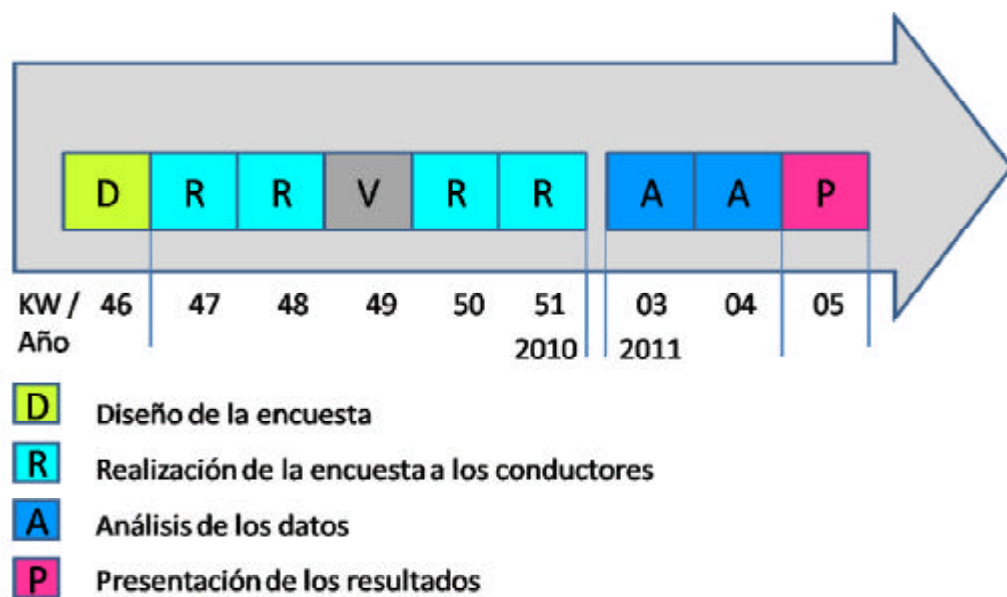 D R R V R R A A P
KW / 46 47 48 49 50 51 03 04 05
Año 2010 2011
D Diseño de la encuesta
R Realización de la encuesta a los conductores
A Análisis de los datos
P Presentación de los resultados